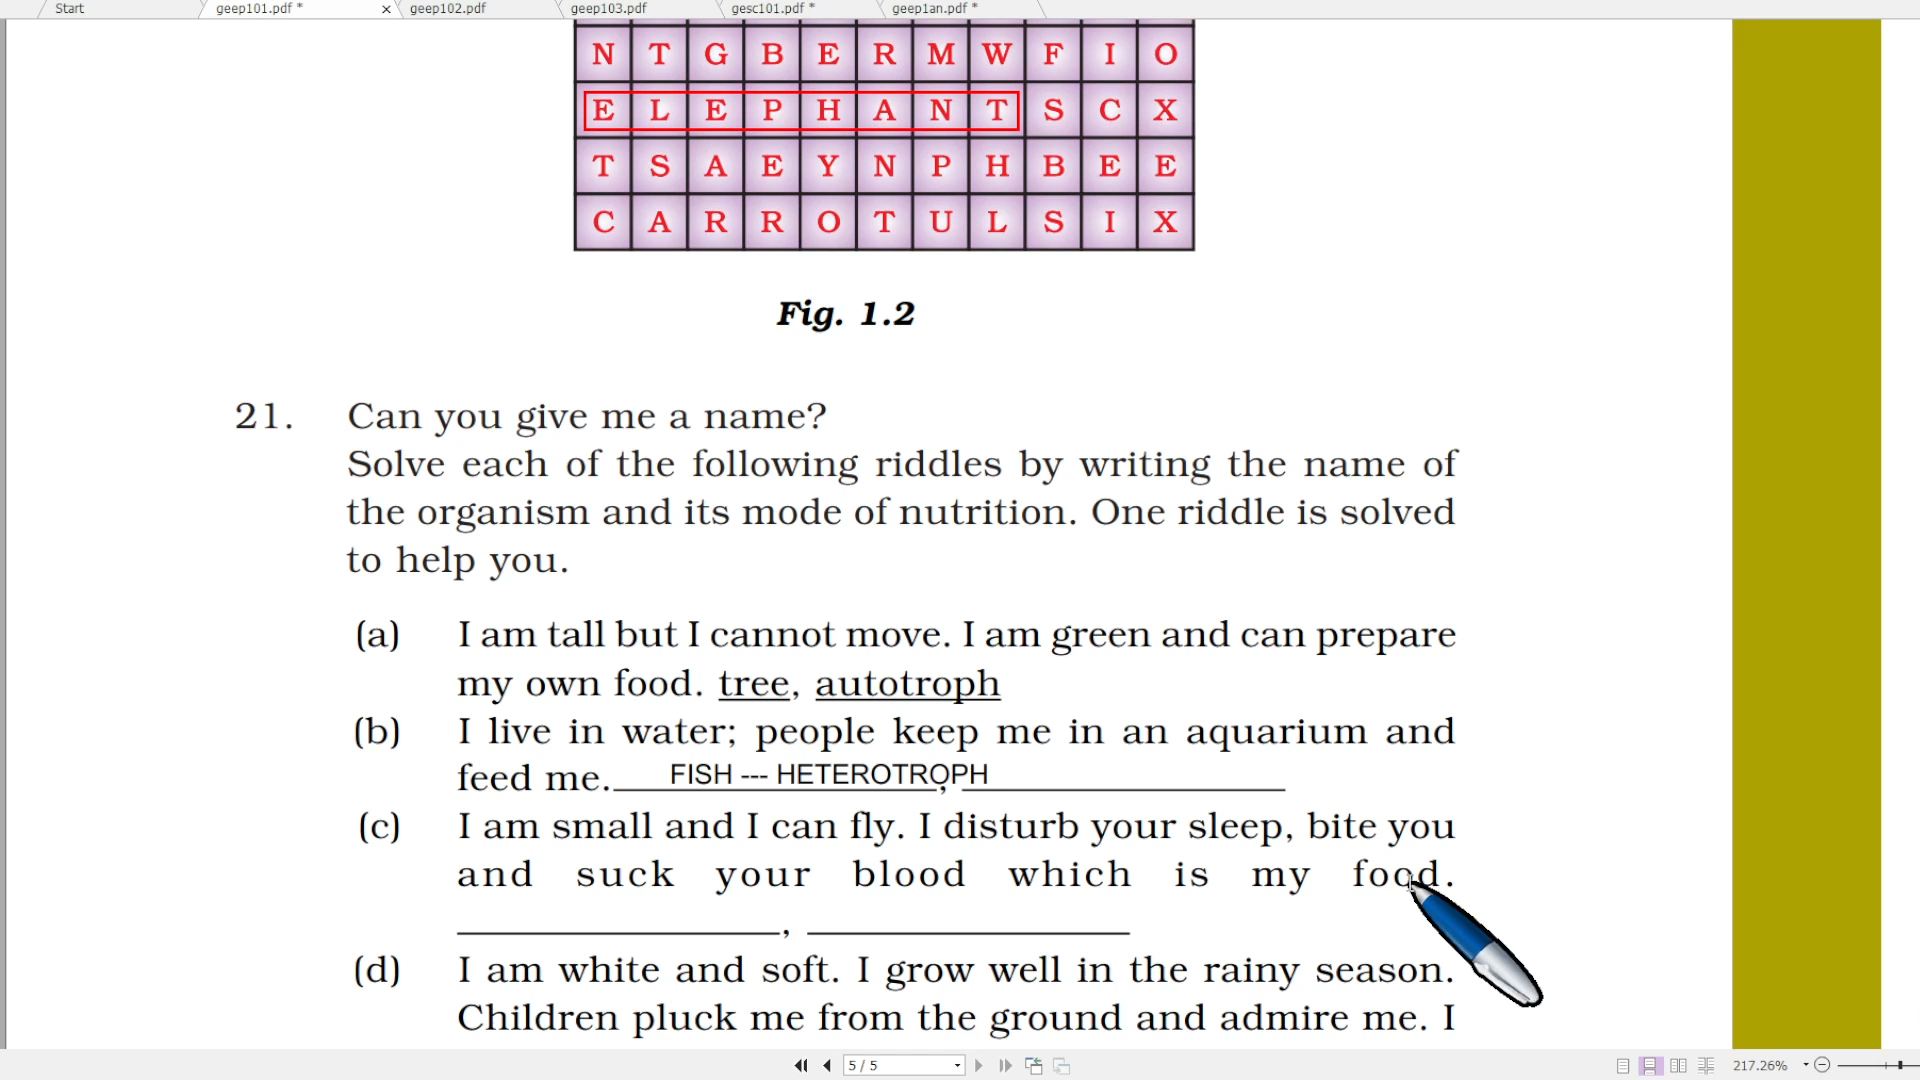 Start geep101.pdf * x geep102.pdf geep103.pdf gesc101.pdf * geep1an.pdf *
N T G B E R M W F I O
E L E P H A N T S C X
T S A E Y N P H B E E
C A R R O T U L S I X
Fig. 1.2
21. Can you give me a name?
Solve each of the following riddles by writing the name of
the organism and its mode of nutrition. One riddle is solved
to help you.
(a) I am tall but I cannot move. I am green and can prepare
my own food. tree, autotroph
(b) I live in water; people keep me in an aquarium and
feed me. FISH --- HETEROTROPH ,
(c) I am small and I can fly. I disturb your sleep, bite you
and suck your blood which is my food.
,
(d) I am white and soft. I grow well in the rainy season.
Children pluck me from the ground and admire me. I
5 / 5 217.26%